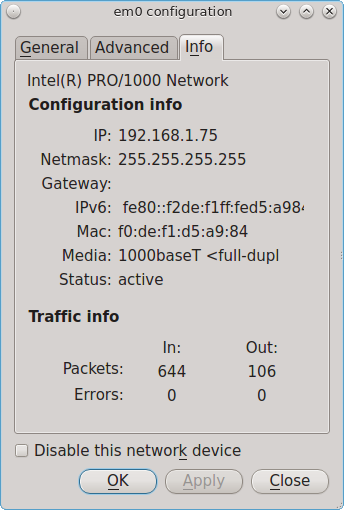 em0 configuration
General Advanced Info
Intel(R) PRO/1000 Network
Configuration info
IP: 192.168.1.75
Netmask: 255.255.255.255
Gateway:
IPv6: fe80::f2de:f1ff:fed5:a984
Mac: f0:de:f1:d5:a9:84
Media: 1000baseT <full-dupl
Status: active
Traffic info
In: Out:
Packets: 644 106
Errors: 0 0
Disable this network device
OK Apply Close